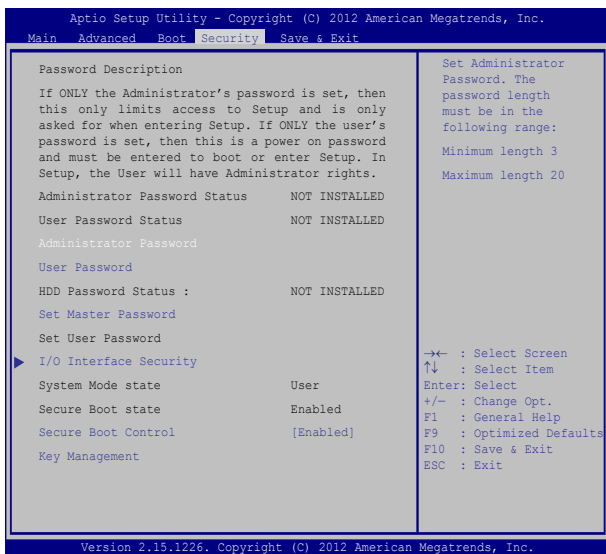 Aptio Setup Utility - Copyright (C) 2012 American Megatrends, Inc.
Main Advanced Boot Security Save & Exit
Password Description
If ONLY the Administrator's password is set, then
this only limits access to Setup and is only
asked for when entering Setup. If ONLY the user's
password is set, then this is a power on password
and must be entered to boot or enter Setup. In
Setup, the User will have Administrator rights.
Administrator Password Status NOT INSTALLED
User Password Status NOT INSTALLED
Administrator Password
User Password
HDD Password Status : NOT INSTALLED
Set Master Password
Set User Password
I/O Interface Security
System Mode state User
Secure Boot state Enabled
Secure Boot Control [Enabled]
Key Management
Set Administrator
Password. The
password length
must be in the
following range:
Minimum length 3
Maximum length 20
→← : Select Screen
↑↓ : Select Item
Enter: Select
+/— : Change Opt.
F1 : General Help
F9 : Optimized Defaults
F10 : Save & Exit
ESC : Exit
Version 2.15.1226. Copyright (C) 2012 American Megatrends, Inc.